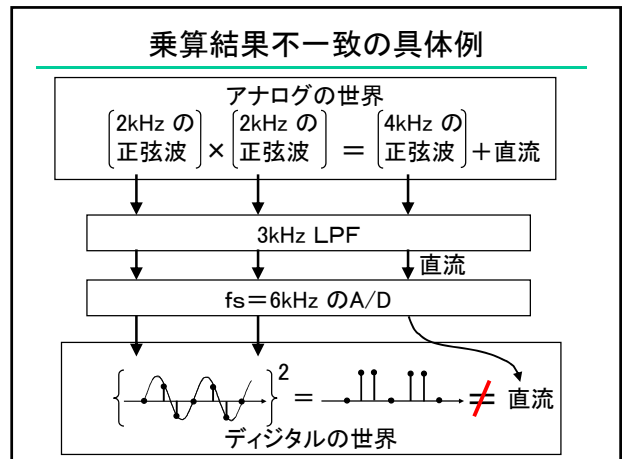 乗算結果不一致の具体例
アナログの世界
2kHz の 2kHz の 4kHz の
正弦波 × 正弦波 = 正弦波 +直流
3kHz LPF
直流
fs=6kHz のA/D
2
= ≠ 直流
ディジタルの世界